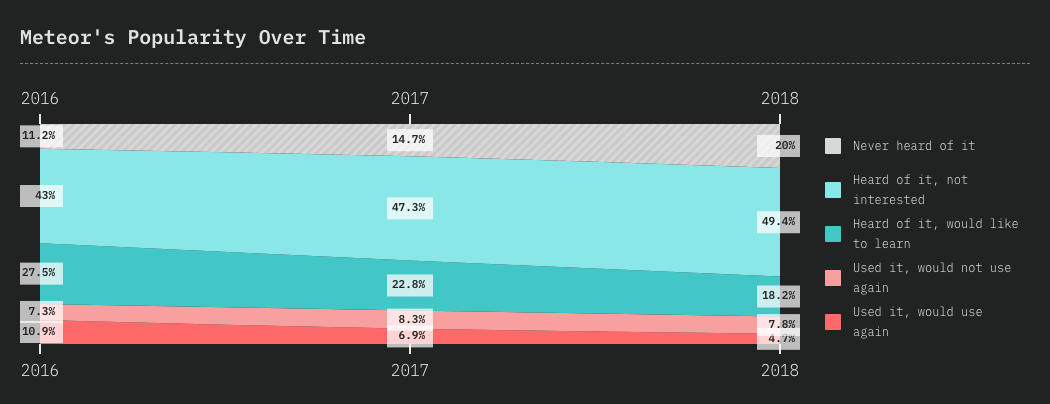 Meteor's Popularity Over Time
2016 2017 2018
11.2% 14.7% 20%
43% 47.3% 49.4%
27.5% 22.8% 18.2%
7.3% 8.3% 7.8%
10.9% 6.9% 4.7%
2016 2017 2018
Never heard of it
Heard of it, not
interested
Heard of it, would like
to learn
Used it, would not use
again
Used it, would use
again